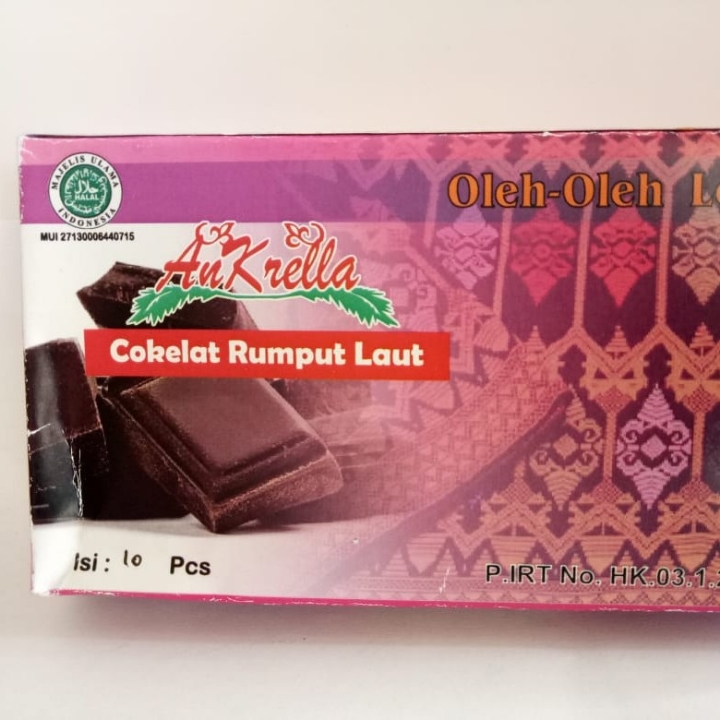 MAJELIS ULAMA
حلال
HALAL
INDONESIA
MUI 27130006440715
Oleh-Oleh
AnKrella
Cokelat Rumput Laut
Isi : 10 Pcs
P.IRT No. HK.03.1.